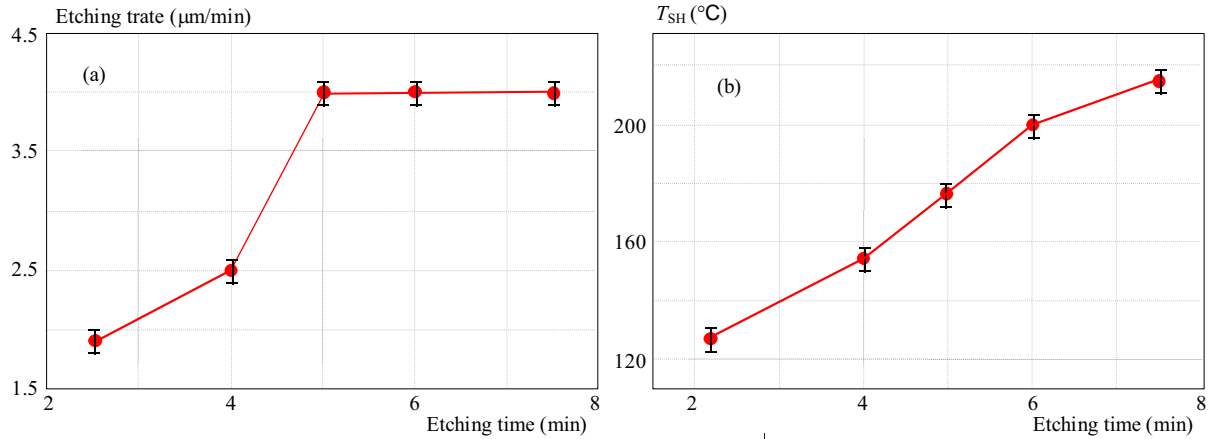 Etching trate (μm/min)
4.5
(a)
3.5
2.5
1.5
2 4 6 8
Etching time (min)
T_SH (°C)
(b)
200
160
120
2 4 6 8
Etching time (min)